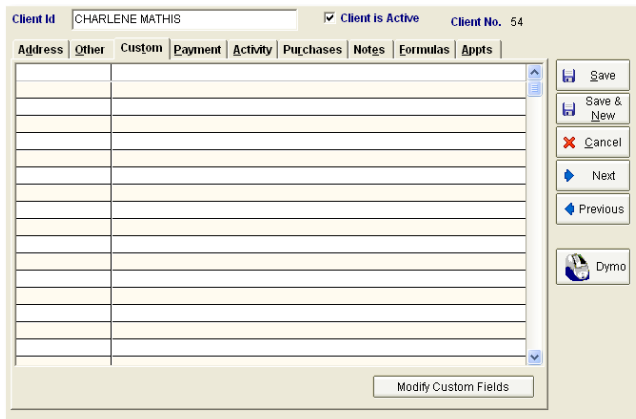 Client Id CHARLENE MATHIS Client is Active Client No. 54
Address Other Custom Payment Activity Purchases Notes Formulas Appts
Save
Save &
New
Cancel
Next
Previous
Dymo
Modify Custom Fields